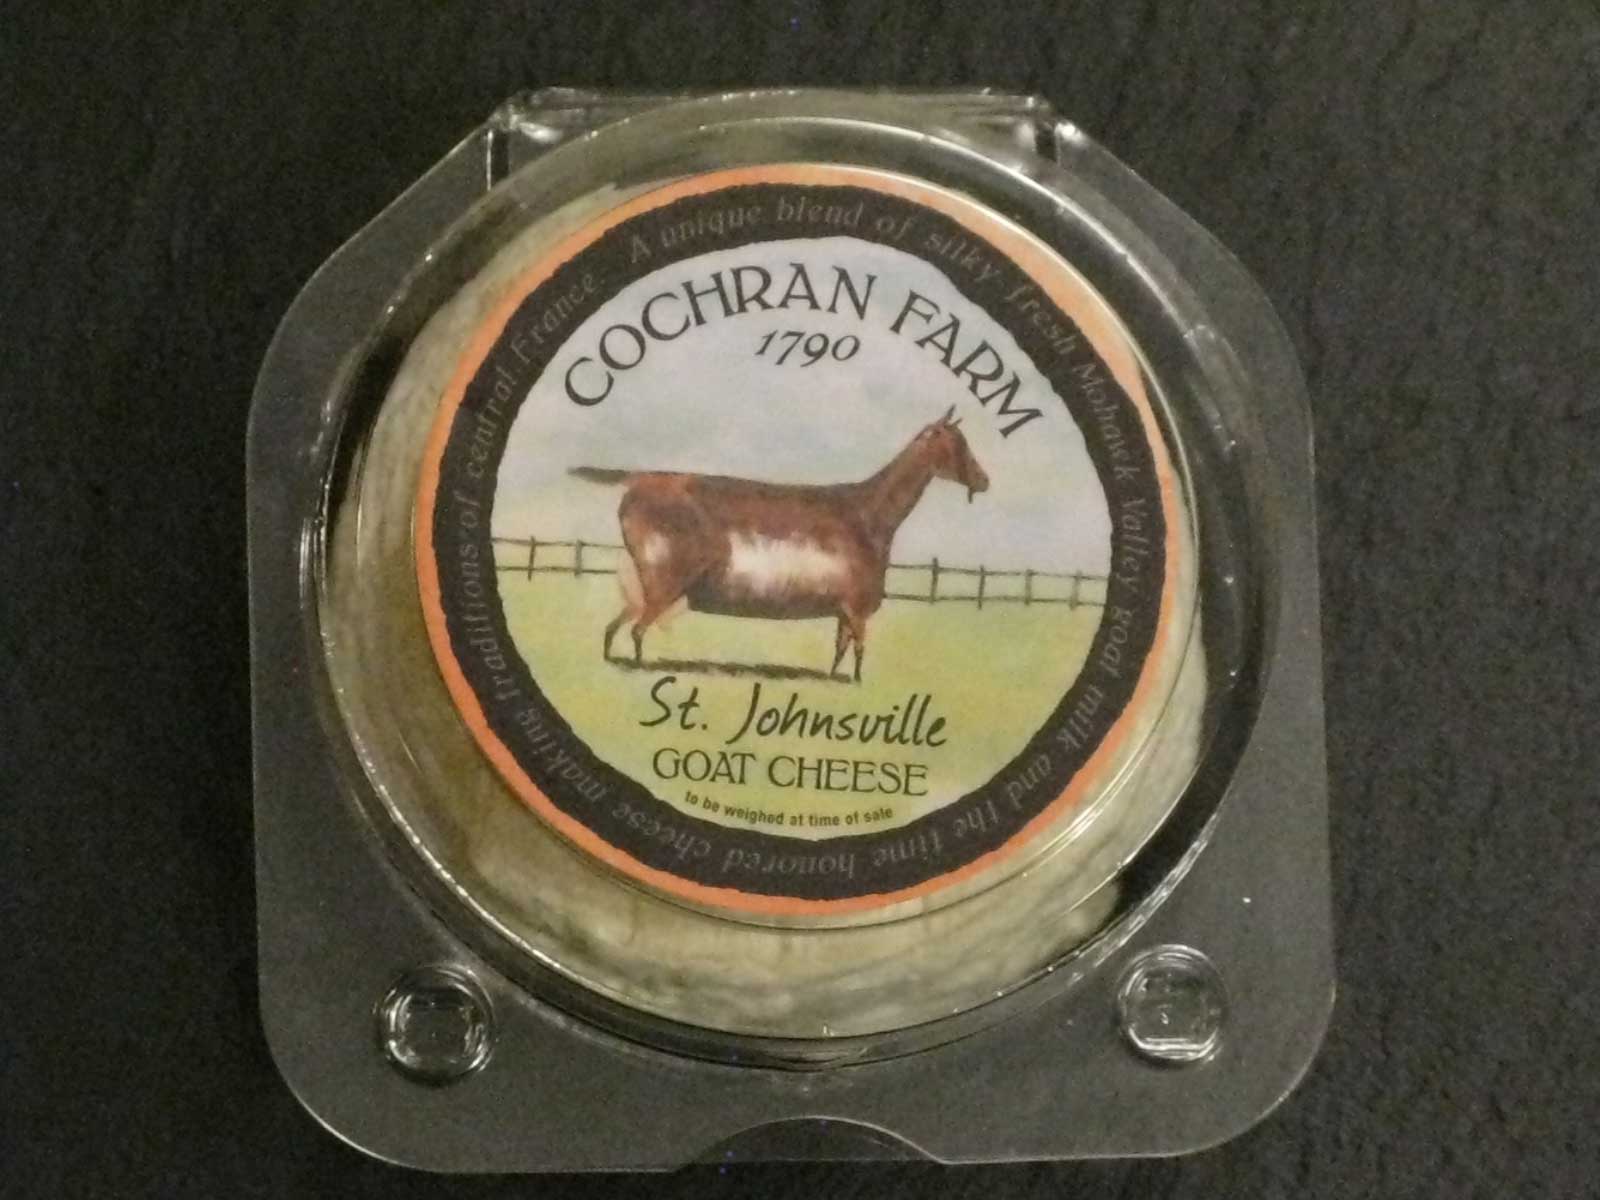 A unique blend of silky, fresh Mohawk Valley goat milk and the time honored cheese making traditions of central France.
COCHRAN FARM
1790
St. Johnsville
GOAT CHEESE
to be weighed at time of sale